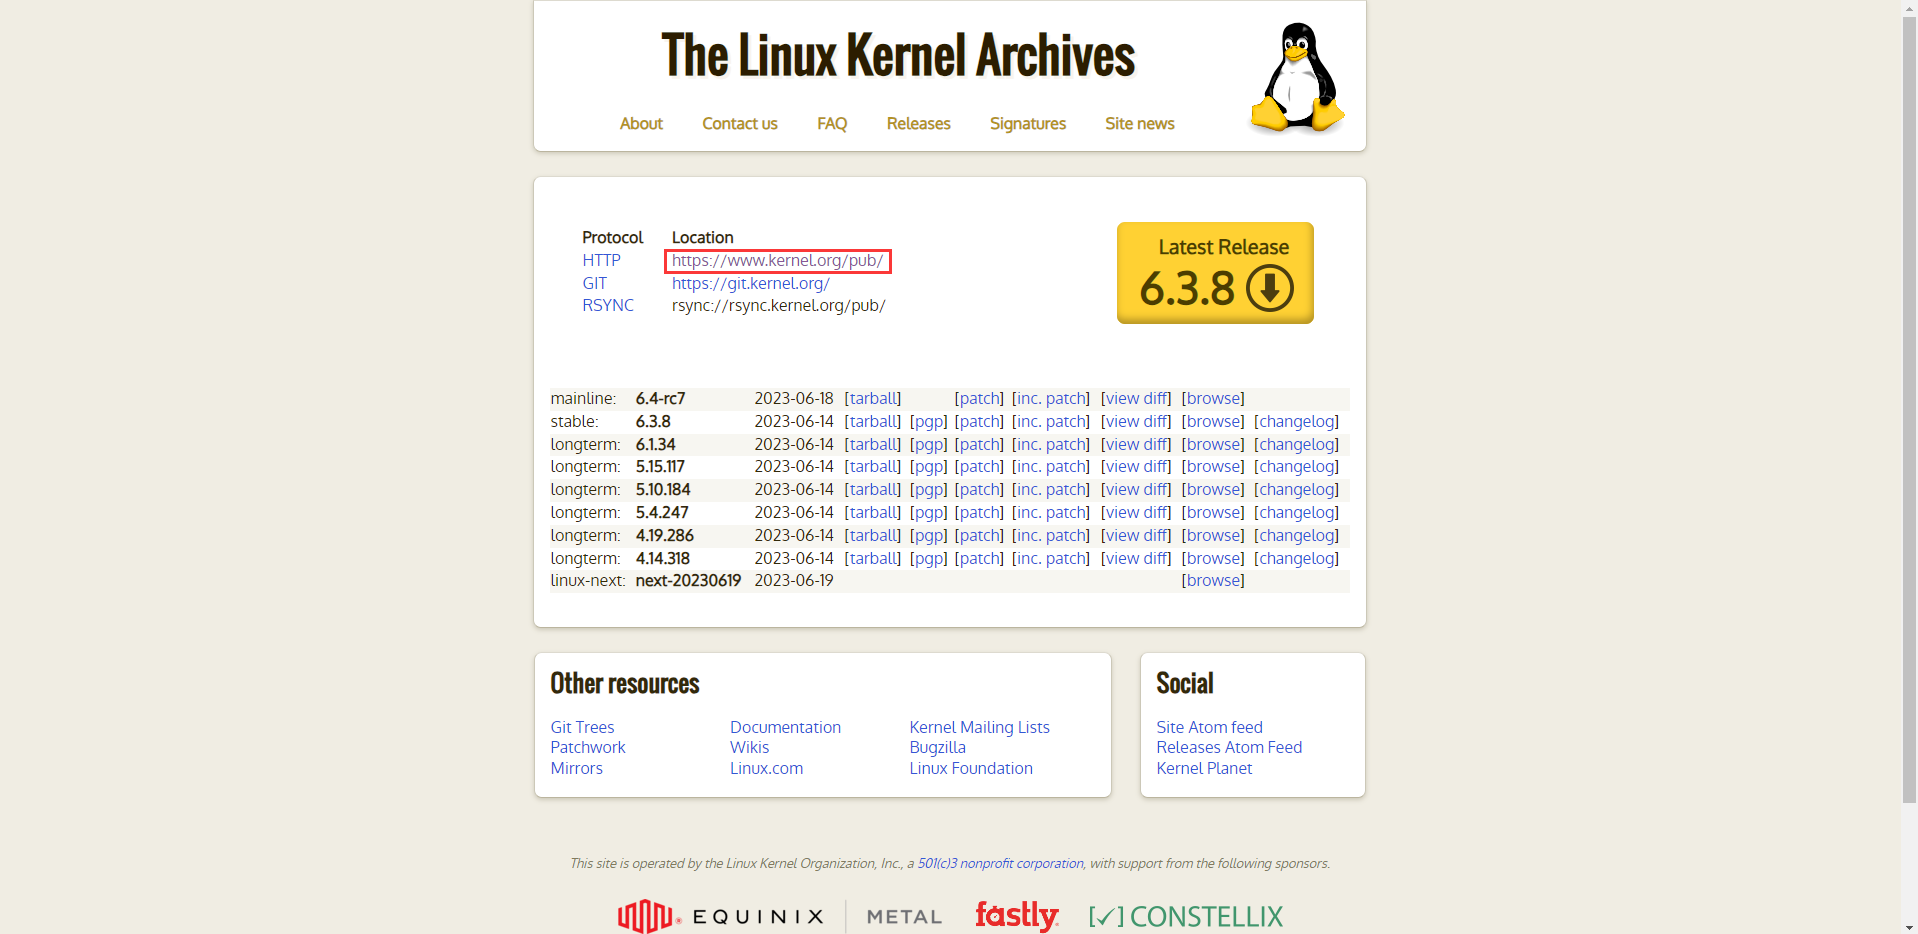 The Linux Kernel Archives
About Contact us FAQ Releases Signatures Site news
Protocol Location
HTTP https://www.kernel.org/pub/
GIT https://git.kernel.org/
RSYNC rsync://rsync.kernel.org/pub/
Latest Release
6.3.8
mainline: 6.4-rc7 2023-06-18 [tarball] [patch] [inc. patch] [view diff] [browse]
stable: 6.3.8 2023-06-14 [tarball] [pgp] [patch] [inc. patch] [view diff] [browse] [changelog]
longterm: 6.1.34 2023-06-14 [tarball] [pgp] [patch] [inc. patch] [view diff] [browse] [changelog]
longterm: 5.15.117 2023-06-14 [tarball] [pgp] [patch] [inc. patch] [view diff] [browse] [changelog]
longterm: 5.10.184 2023-06-14 [tarball] [pgp] [patch] [inc. patch] [view diff] [browse] [changelog]
longterm: 5.4.247 2023-06-14 [tarball] [pgp] [patch] [inc. patch] [view diff] [browse] [changelog]
longterm: 4.19.286 2023-06-14 [tarball] [pgp] [patch] [inc. patch] [view diff] [browse] [changelog]
longterm: 4.14.318 2023-06-14 [tarball] [pgp] [patch] [inc. patch] [view diff] [browse] [changelog]
linux-next: next-20230619 2023-06-19 [browse]
Other resources
Git Trees Documentation Kernel Mailing Lists
Patchwork Wikis Bugzilla
Mirrors Linux.com Linux Foundation
Social
Site Atom feed
Releases Atom Feed
Kernel Planet
This site is operated by the Linux Kernel Organization, Inc., a 501(c)3 nonprofit corporation, with support from the following sponsors.
EQUINIX METAL fastly CONSTELLIX